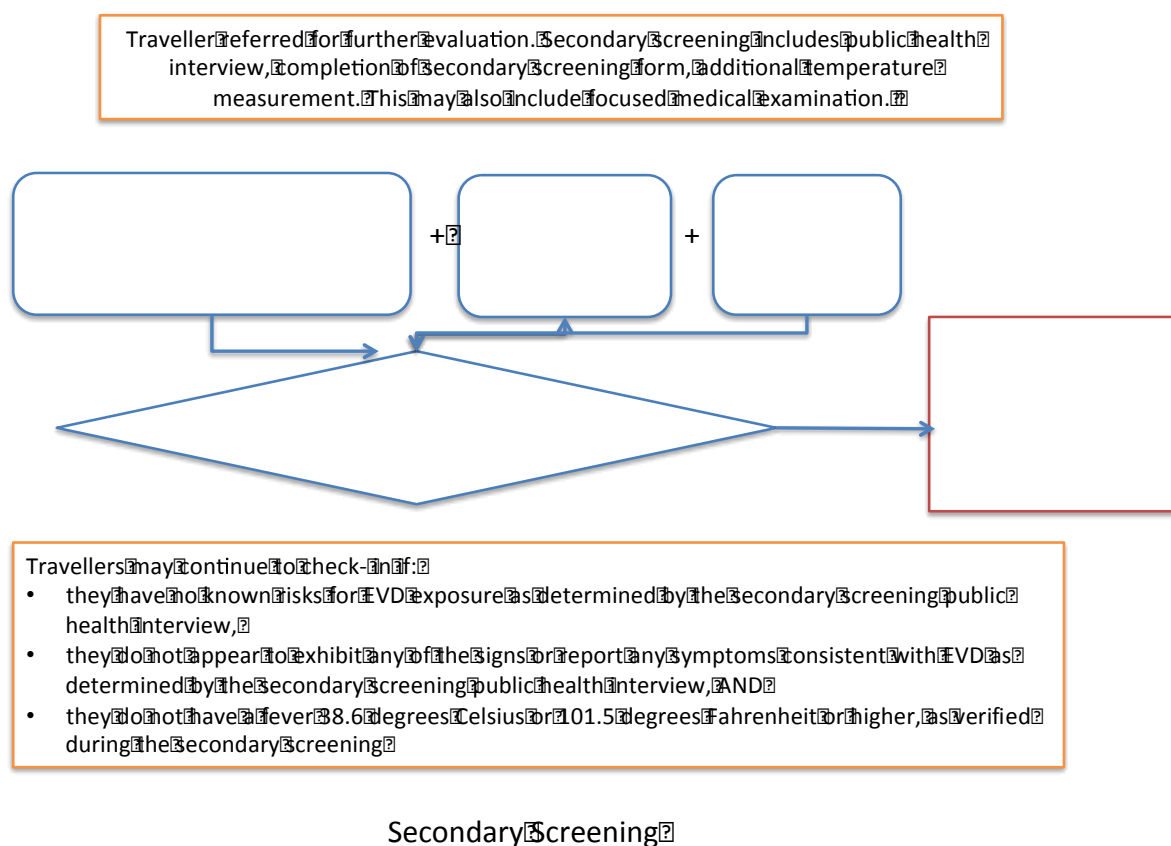 Traveller referred for further evaluation. Secondary screening includes public health
interview, completion of secondary screening form, additional temperature
measurement. This may also include focused medical examination.
+
+
Travellers may continue to check-in if:
• they have no known risks for EVD exposure as determined by the secondary screening public
health interview,
• they do not appear to exhibit any of the signs or report any symptoms consistent with EVD as
determined by the secondary screening public health interview, AND
• they do not have a fever 38.6 degrees Celsius or 101.5 degrees Fahrenheit or higher, as verified
during the secondary screening
Secondary Screening